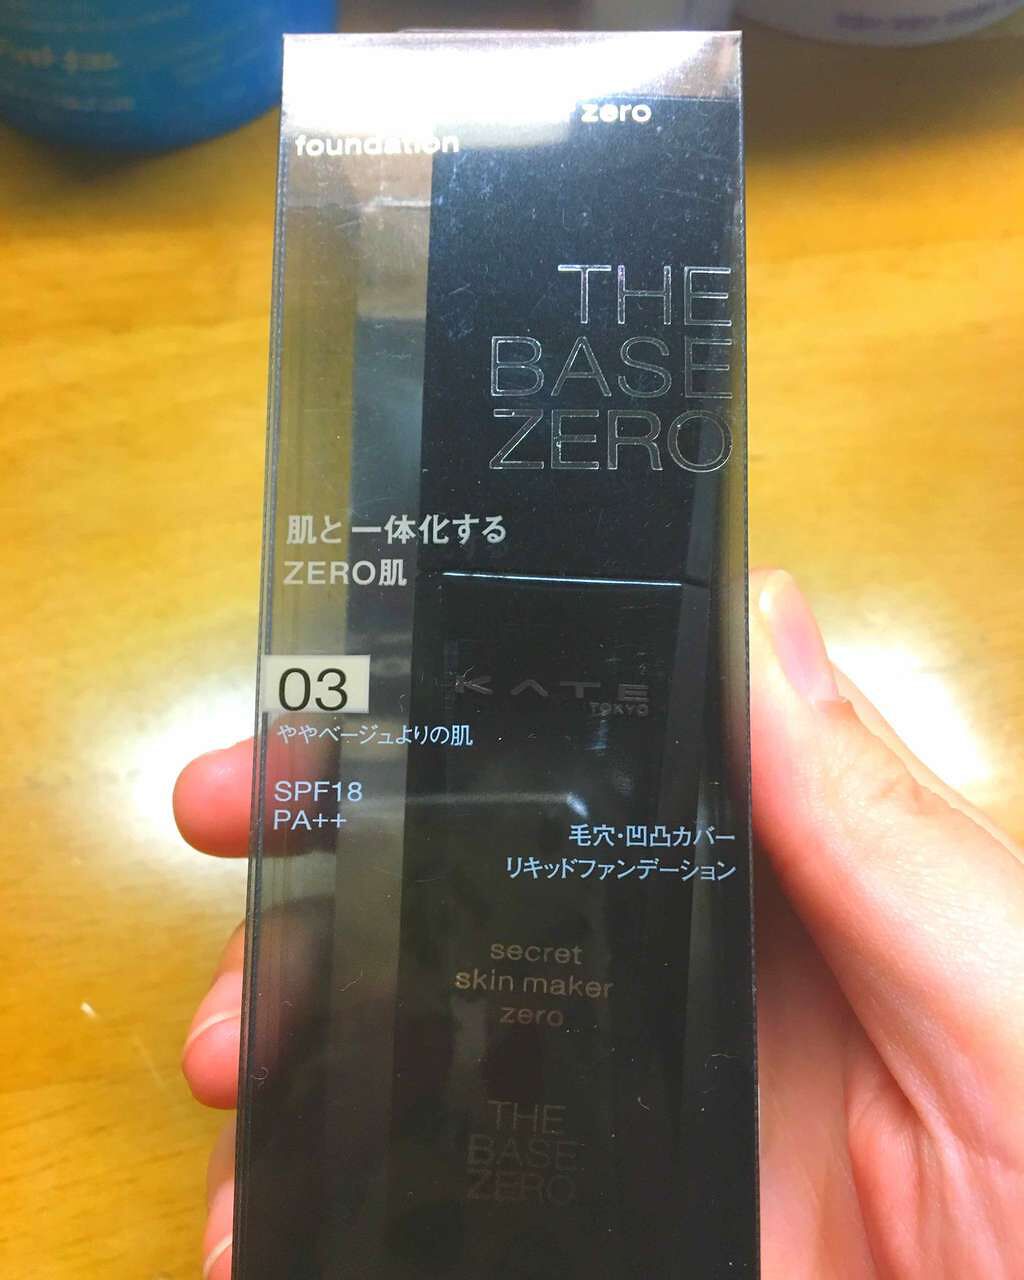 zero
foundation
THE
BASE
ZERO
肌と一体化する
ZERO肌
03
ややベージュよりの肌
SPF18
PA++
KATE
TOKYO
毛穴・凹凸カバー
リキッドファンデーション
secret
skin maker
zero
THE
BASE
ZERO